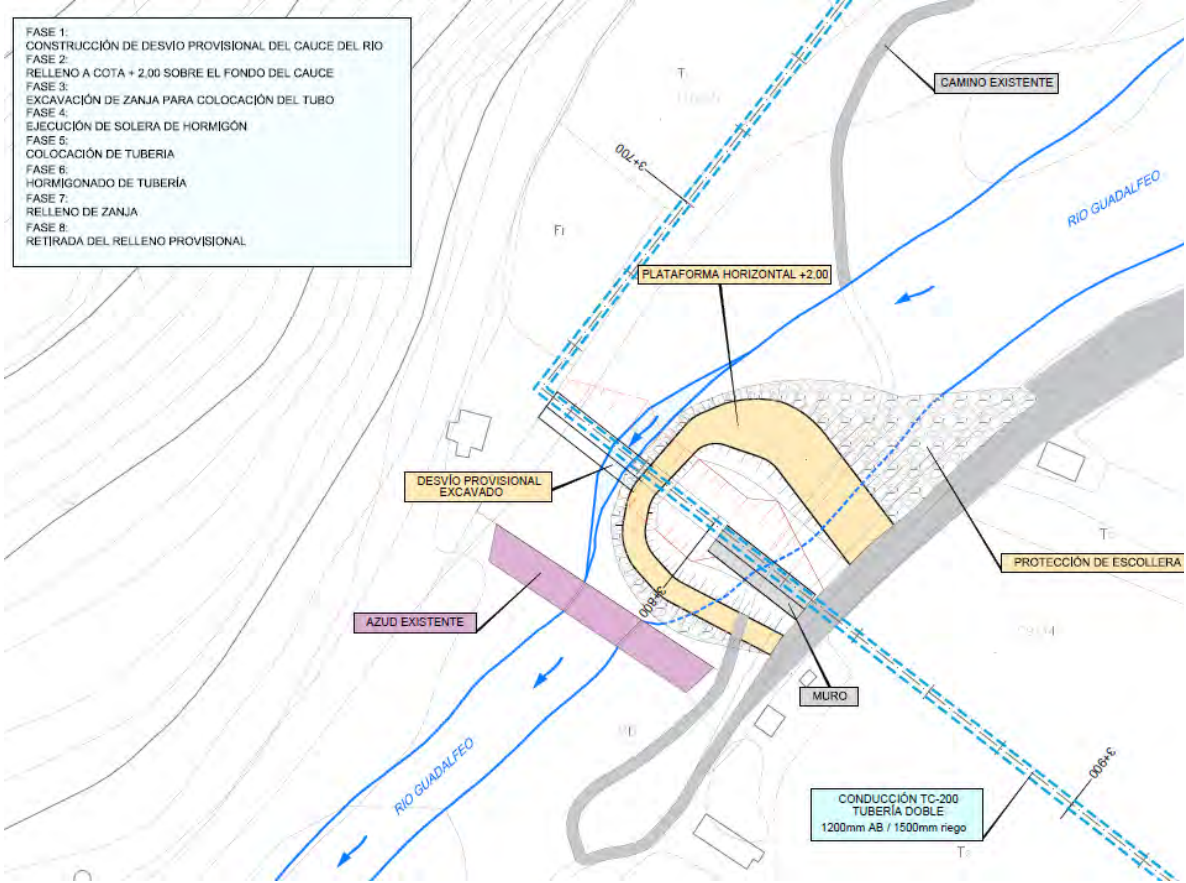 FASE 1:
CONSTRUCCIÓN DE DESVÍO PROVISIONAL DEL CAUCE DEL RÍO
FASE 2:
RELLENO A COTA + 2,00 SOBRE EL FONDO DEL CAUCE
FASE 3:
EXCAVACIÓN DE ZANJA PARA COLOCACIÓN DEL TUBO
FASE 4:
EJECUCIÓN DE SOLERA DE HORMIGÓN
FASE 5:
COLOCACIÓN DE TUBERIA
FASE 6:
HORMIGONADO DE TUBERÍA
FASE 7:
RELLENO DE ZANJA
FASE 8:
RETIRADA DEL RELLENO PROVISIONAL
CAMINO EXISTENTE
3+700
RIO GUADALFEO
Fr
PLATAFORMA HORIZONTAL +2,00
DESVÍO PROVISIONAL
EXCAVADO
PROTECCIÓN DE ESCOLLERA
3+800
AZUD EXISTENTE
MURO
RIO GUADALFEO
3+900
CONDUCCIÓN TC-200
TUBERÍA DOBLE
1200mm AB / 1500mm riego